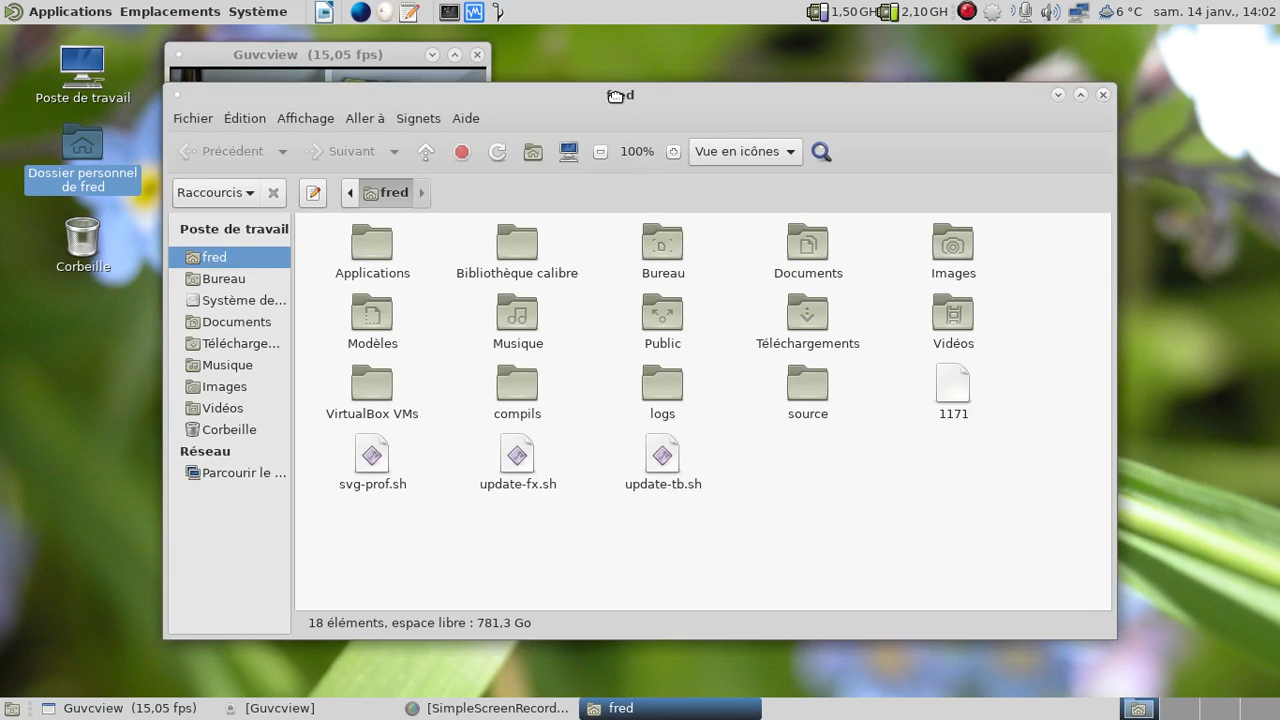 Applications Emplacements Système 1,50 GH 2,10 GH 6 °C sam. 14 janv., 14:02
Poste de travail
Dossier personnel
de fred
Corbeille
Guvcview (15,05 fps)
Fichier Édition Affichage Aller à Signets Aide
Précédent Suivant 100% Vue en icônes
Raccourcis fred
Poste de travail
fred
Bureau
Système de...
Documents
Télécharge...
Musique
Images
Vidéos
Corbeille
Réseau
Parcourir le ...
Applications Bibliothèque calibre Bureau Documents Images
Modèles Musique Public Téléchargements Vidéos
VirtualBox VMs compils logs source 1171
svg-prof.sh update-fx.sh update-tb.sh
18 éléments, espace libre : 781,3 Go
Guvcview (15,05 fps) [Guvcview] [SimpleScreenRecord... fred